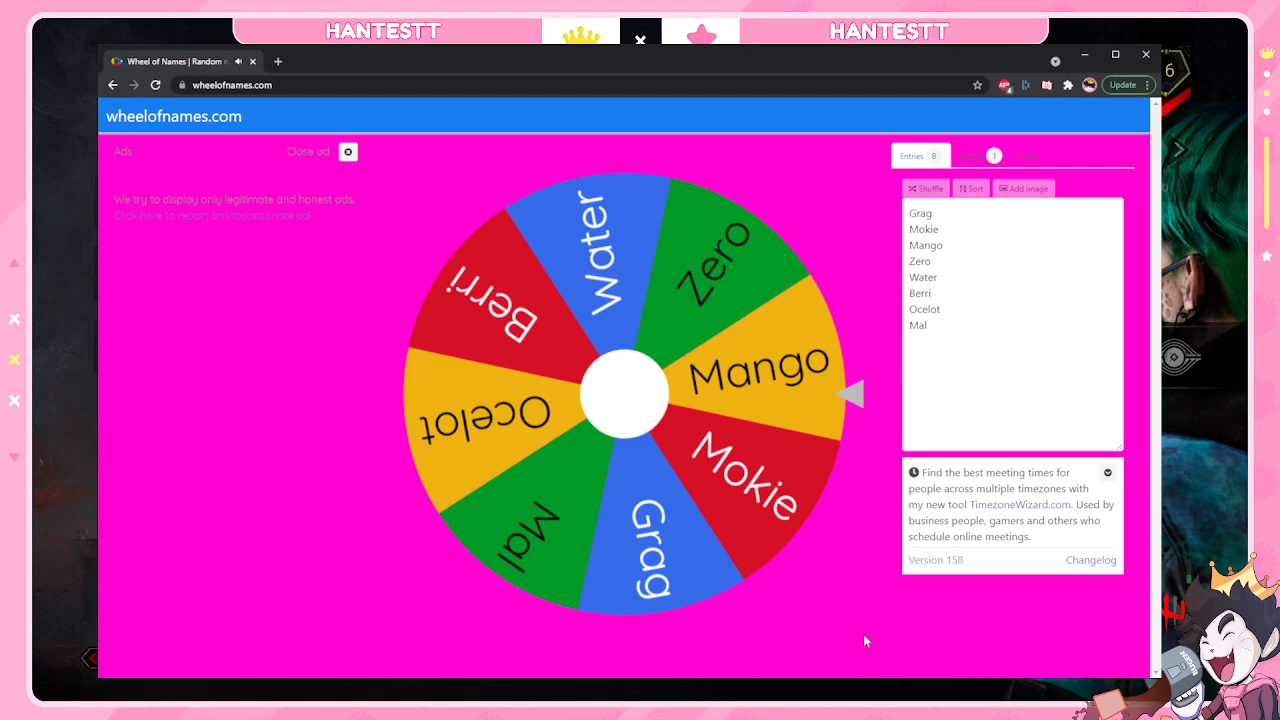 HANTESTT
HANTESTT
Wheel of Names | Random n
Update
wheelofnames.com
6
wheelofnames.com
Ads
Close ad
We try to display only legitimate and honest ads.
Click here to report an inappropriate ad.
Water
Zero
Berri
Mango
Ocelot
Mokie
Mal
Grag
Entries 8
1
Shuffle
Sort
Add image
Grag
Mokie
Mango
Zero
Water
Berri
Ocelot
Mal
Find the best meeting times for
people across multiple timezones with
my new tool TimezoneWizard.com. Used by
business people, gamers and others who
schedule online meetings.
Version 158
Changelog